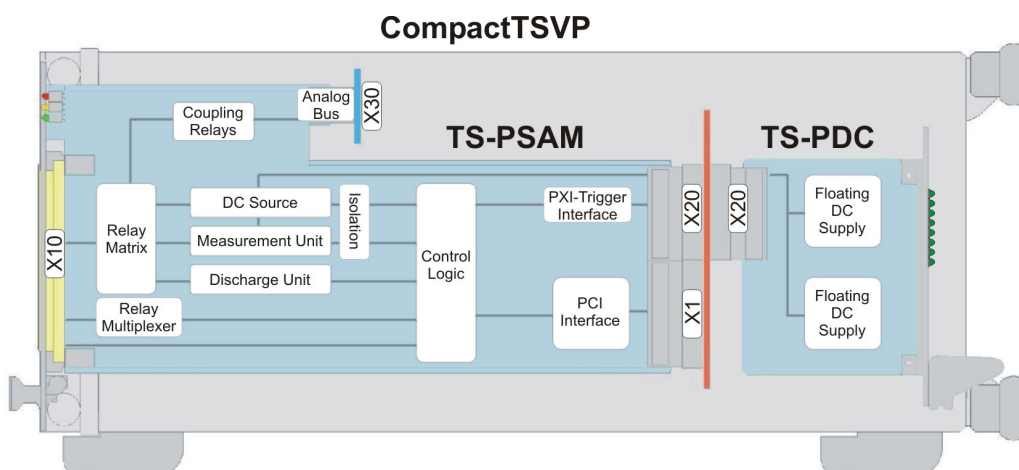 CompactTSVP
Analog
Bus
X30
Coupling
Relays
TS-PSAM
TS-PDC
X10
Relay
Matrix
DC Source
Measurement Unit
Discharge Unit
Isolation
Relay
Multiplexer
Control
Logic
PXI-Trigger
Interface
PCI
Interface
X20
X20
X1
Floating
DC
Supply
Floating
DC
Supply